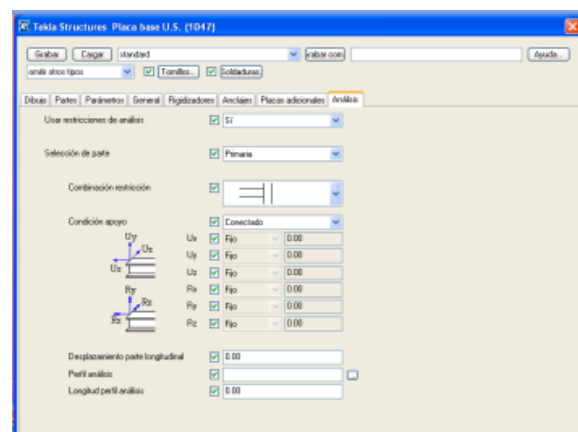 Tekla Structures Placa base U.S. (1047)
Grabar Cargar standard Grabar com Ayuda...
omitir otros tipos Tornillos... Soldaduras...
Dibujo Partes Parámetros General Rigidizadores Anclajes Placas adicionales Análisis
Usar restricciones de análisis Sí
Selección de parte Primaria
Combinación restricción
Condición apoyo Conectado
Uy Ux Fijo 0.00
Uz Uy Fijo 0.00
Ux Uz Fijo 0.00
Ry Rx Fijo 0.00
Rz Ry Fijo 0.00
Rx Rz Fijo 0.00
Desplazamiento parte longitudinal 0.00
Perfil análisis
Longitud perfil análisis 0.00